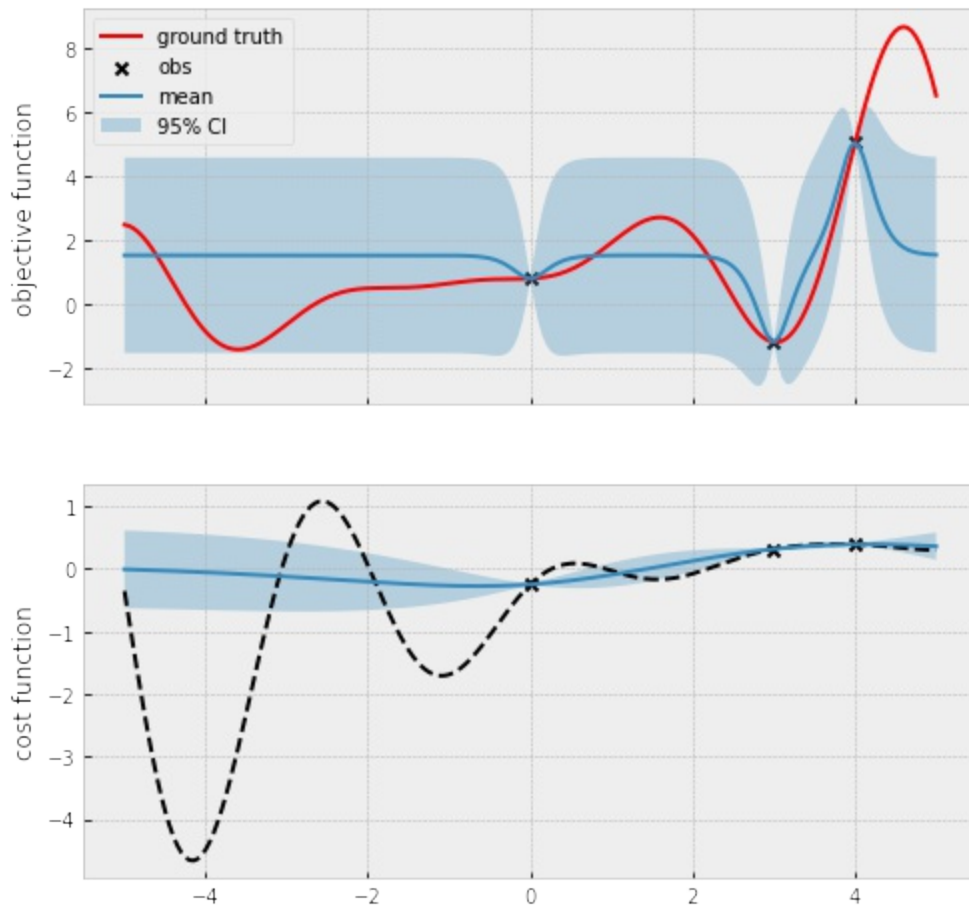 ground truth
obs
mean
95% CI
objective function
8
6
4
2
0
−2
cost function
1
0
−1
−2
−3
−4
−4
−2
0
2
4